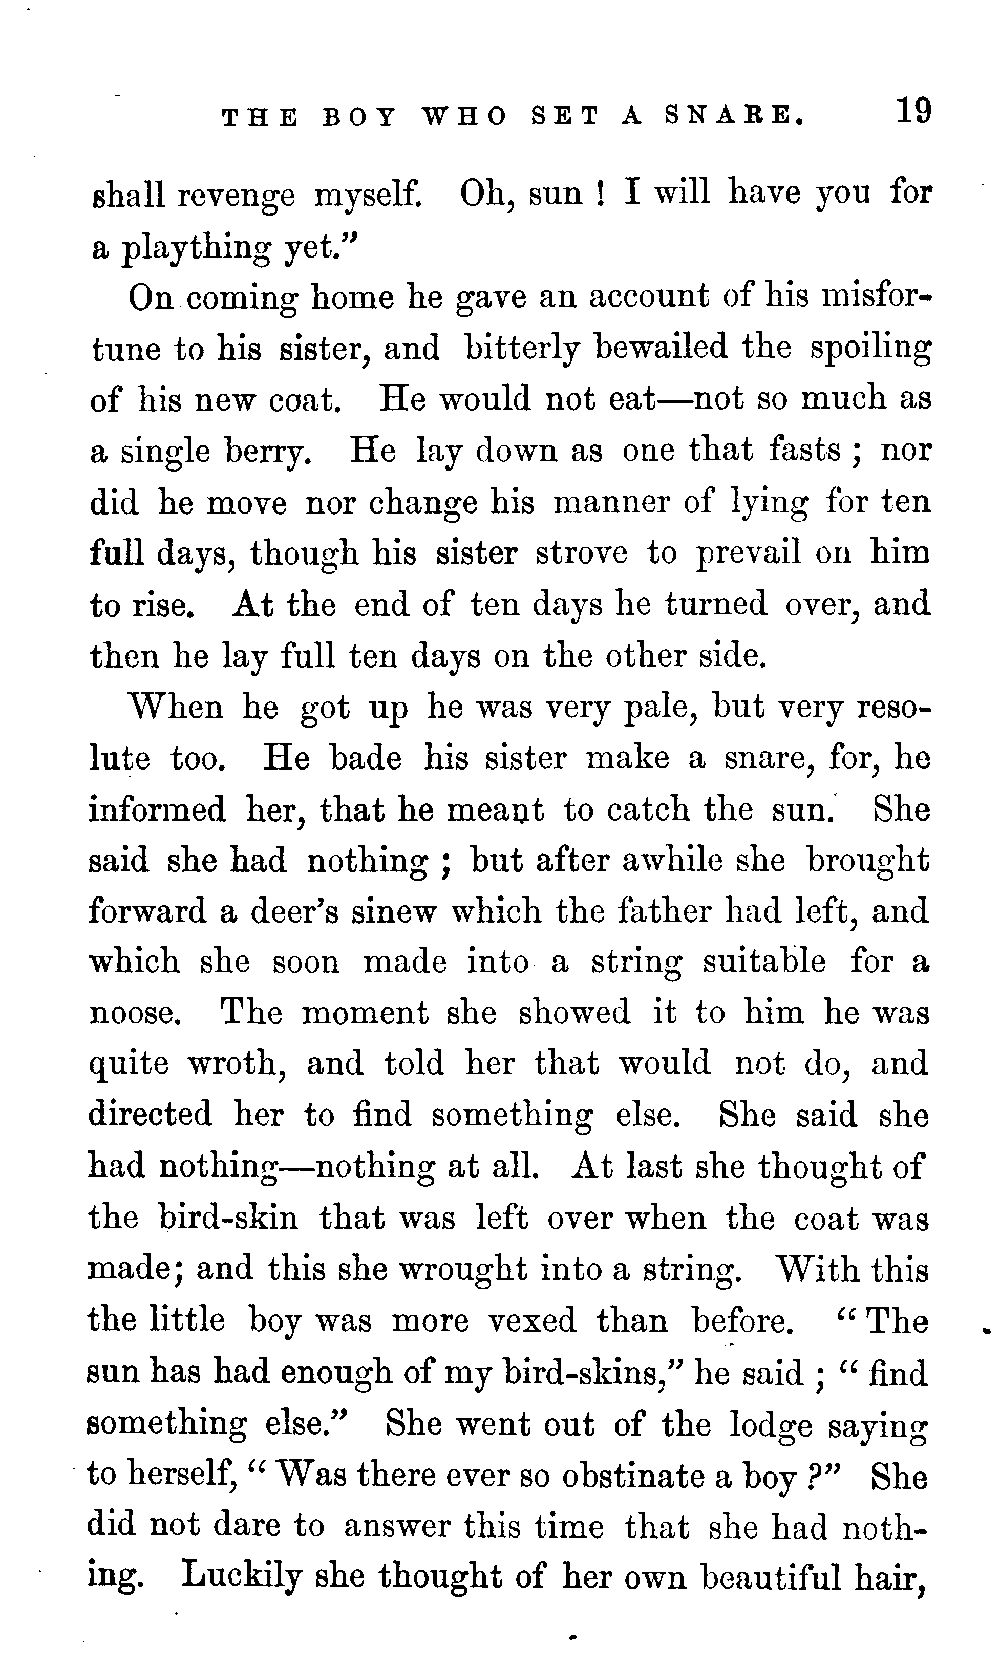 THE BOY WHO SET A SNARE. 19
shall revenge myself. Oh, sun ! I will have you for
a plaything yet."
On coming home he gave an account of his misfor-
tune to his sister, and bitterly bewailed the spoiling
of his new coat. He would not eat—not so much as
a single berry. He lay down as one that fasts ; nor
did he move nor change his manner of lying for ten
full days, though his sister strove to prevail on him
to rise. At the end of ten days he turned over, and
then he lay full ten days on the other side.
When he got up he was very pale, but very reso-
lute too. He bade his sister make a snare, for, he
informed her, that he meant to catch the sun. She
said she had nothing ; but after awhile she brought
forward a deer's sinew which the father had left, and
which she soon made into a string suitable for a
noose. The moment she showed it to him he was
quite wroth, and told her that would not do, and
directed her to find something else. She said she
had nothing—nothing at all. At last she thought of
the bird-skin that was left over when the coat was
made; and this she wrought into a string. With this
the little boy was more vexed than before. " The
sun has had enough of my bird-skins," he said ; " find
something else." She went out of the lodge saying
to herself, " Was there ever so obstinate a boy ?" She
did not dare to answer this time that she had noth-
ing. Luckily she thought of her own beautiful hair,